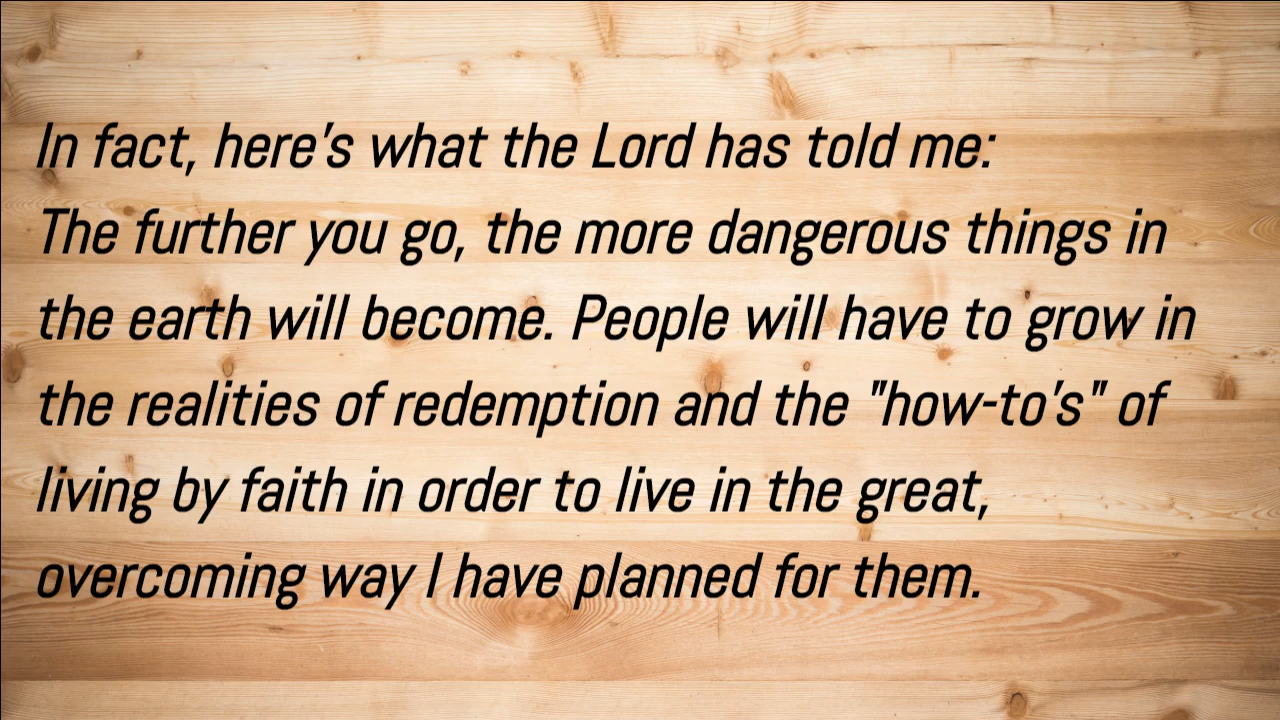 In fact, here's what the Lord has told me:
The further you go, the more dangerous things in
the earth will become. People will have to grow in
the realities of redemption and the "how-to's" of
living by faith in order to live in the great,
overcoming way I have planned for them.